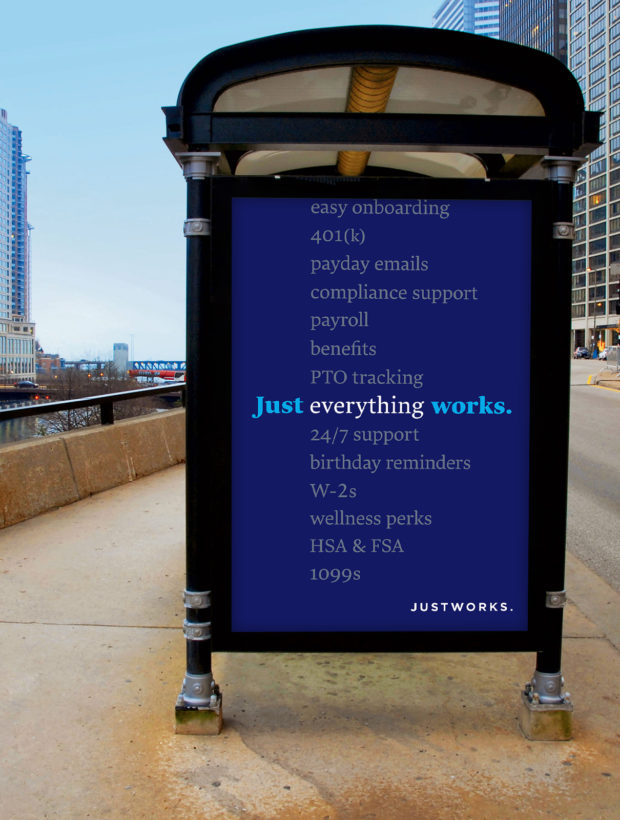 easy onboarding
401(k)
payday emails
compliance support
payroll
benefits
PTO tracking
Just everything works.
24/7 support
birthday reminders
W-2s
wellness perks
HSA & FSA
1099s
JUSTWORKS.